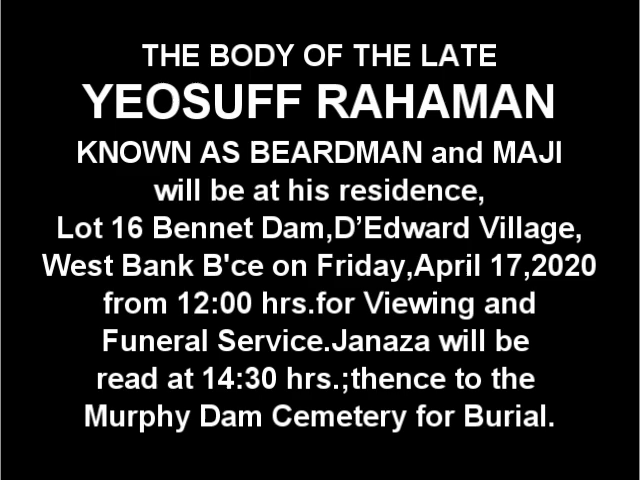 THE BODY OF THE LATE
YEOSUFF RAHAMAN
KNOWN AS BEARDMAN and MAJI
will be at his residence,
Lot 16 Bennet Dam,D’Edward Village,
West Bank B'ce on Friday,April 17,2020
from 12:00 hrs.for Viewing and
Funeral Service.Janaza will be
read at 14:30 hrs.;thence to the
Murphy Dam Cemetery for Burial.